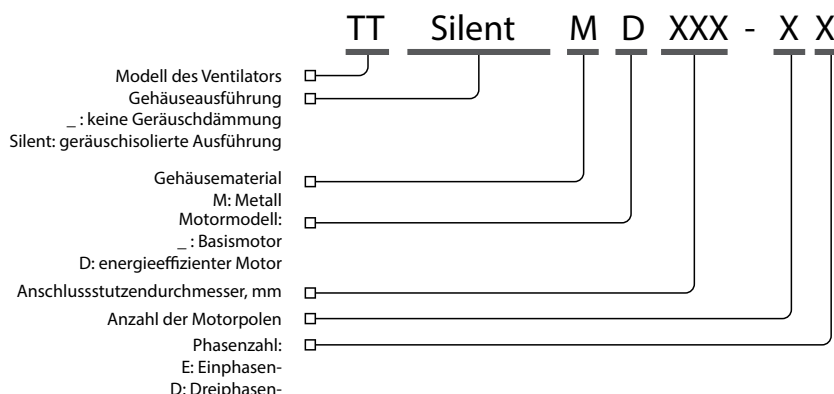 TT Silent M D XXX - X X
Modell des Ventilators
Gehäuseausführung
_ : keine Geräuschdämmung
Silent: geräuschisolierte Ausführung
Gehäusematerial
M: Metall
Motormodell:
_ : Basismotor
D: energieeffizienter Motor
Anschlussstutzendurchmesser, mm
Anzahl der Motorpolen
Phasenzahl:
E: Einphasen-
D: Dreiphasen-